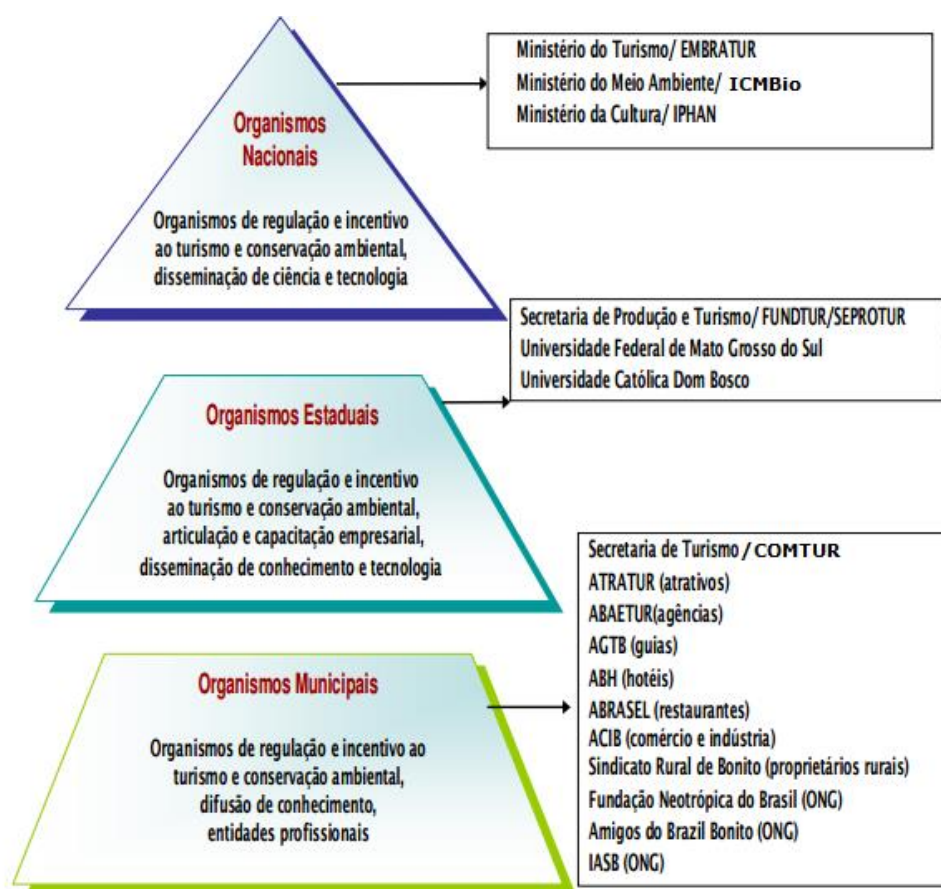 Ministério do Turismo/ EMBRATUR
Ministério do Meio Ambiente/ ICMBio
Ministério da Cultura/ IPHAN
Organismos
Nacionais
Organismos de regulação e incentivo
ao turismo e conservação ambiental,
disseminação de ciência e tecnologia
Secretaria de Produção e Turismo/ FUNDTUR/SEPROTUR
Universidade Federal de Mato Grosso do Sul
Universidade Católica Dom Bosco
Organismos Estaduais
Organismos de regulação e incentivo
ao turismo e conservação ambiental,
articulação e capacitação empresarial,
disseminação de conhecimento e tecnologia
Secretaria de Turismo /COMTUR
ATRATUR (atrativos)
ABAETUR(agências)
AGTB (guias)
ABH (hotéis)
ABRASEL (restaurantes)
ACIB (comércio e indústria)
Sindicato Rural de Bonito (proprietários rurais)
Fundação Neotrópica do Brasil (ONG)
Amigos do Brazil Bonito (ONG)
IASB (ONG)
Organismos Municipais
Organismos de regulação e incentivo ao
turismo e conservação ambiental,
difusão de conhecimento,
entidades profissionais